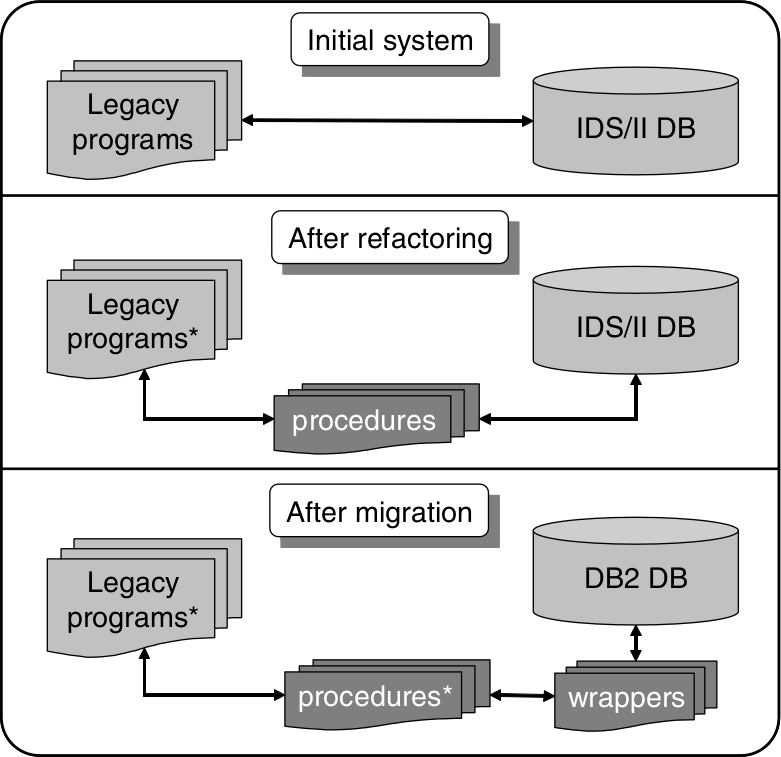 Initial system
Legacy
programs
IDS/II DB
After refactoring
Legacy
programs*
IDS/II DB
procedures
After migration
Legacy
programs*
DB2 DB
procedures*
wrappers